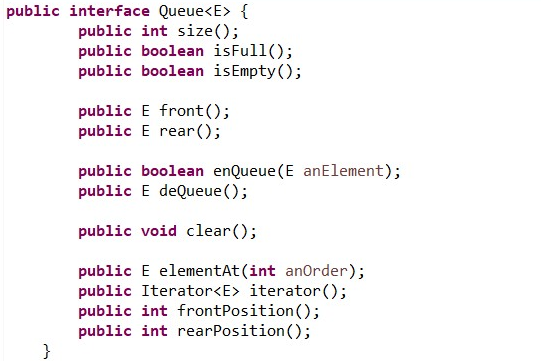 public interface Queue<E> {
public int size();
public boolean isFull();
public boolean isEmpty();
public E front();
public E rear();
public boolean enQueue(E anElement);
public E deQueue();
public void clear();
public E elementAt(int anOrder);
public Iterator<E> iterator();
public int frontPosition();
public int rearPosition();
}